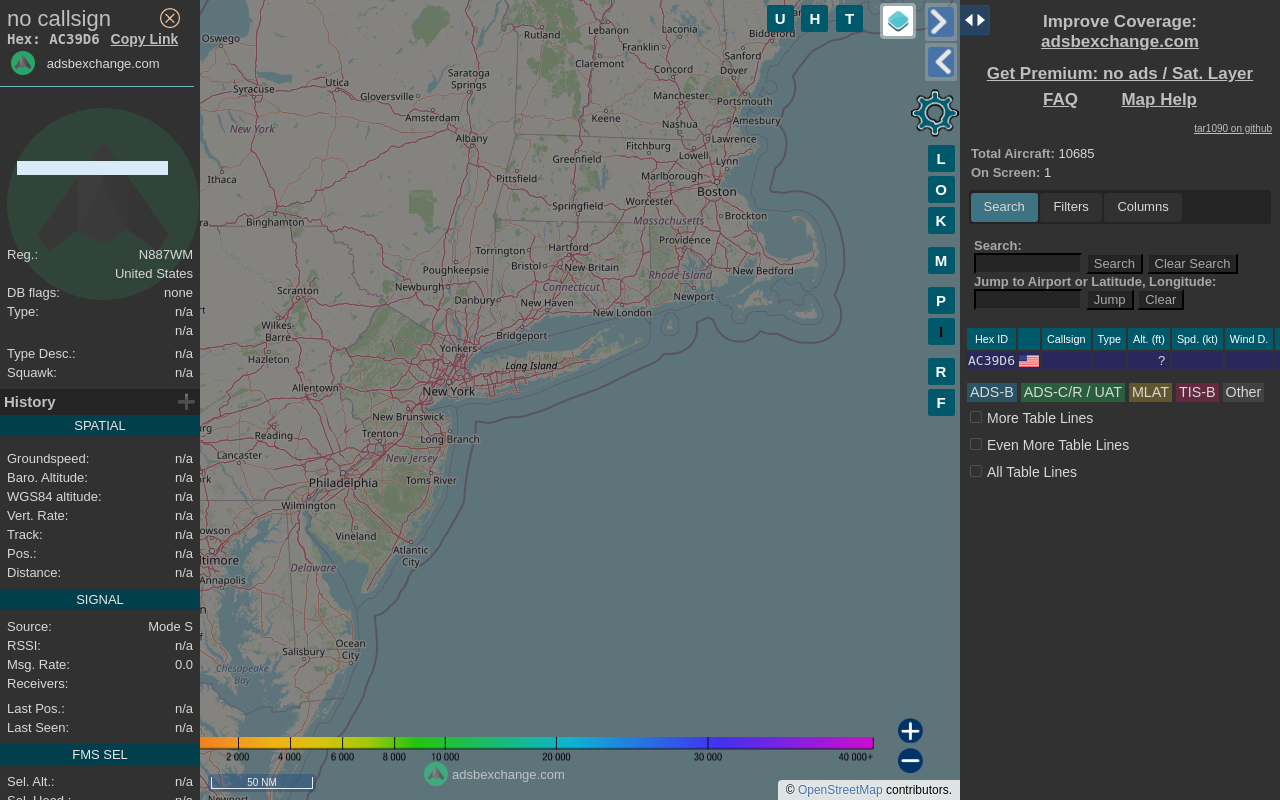 no callsign
Hex: AC39D6 Copy Link
adsbexchange.com
Reg.: N887WM
United States
DB flags: none
Type: n/a
n/a
Type Desc.: n/a
Squawk: n/a
History
SPATIAL
Groundspeed: n/a
Baro. Altitude: n/a
WGS84 altitude: n/a
Vert. Rate: n/a
Track: n/a
Pos.: n/a
Distance: n/a
SIGNAL
Source: Mode S
RSSI: n/a
Msg. Rate: 0.0
Receivers:
Last Pos.: n/a
Last Seen: n/a
FMS SEL
Sel. Alt.: n/a
U H T
L
O
K
M
P
I
R
F
Oswego
Rutland
Lebanon
Laconia
Franklin
Sanford
Claremont
Concord
Dover
Utica
Saratoga
Springs
Syracuse
Gloversville
Manchester
Portsmouth
Amsterdam
Keene
Amesbury
Nashua
New York
Albany
Lawrence
Fitchburg
Lowell
Greenfield
Lynn
Ithaca
Pittsfield
Marlborough
Boston
Worcester
Springfield
Brockton
Binghamton
Massachusetts
Providence
Hartford
Torrington
Bristol
New Britain
New Bedford
Poughkeepsie
Rhode Island
Newburgh
Connecticut
Scranton
Danbury
New Haven
Newport
New London
Wilkes-
Barre
Bridgeport
Yonkers
Hazleton
Long Island
Allentown
New York
New Brunswick
Trenton
Long Branch
Reading
Lancaster
New Jersey
Philadelphia
Toms River
Wilmington
Vineland
Atlantic
City
Annapolis
Delaware
Ocean
City
Salisbury
Chesapeake
Bay
2 000 4 000 6 000 8 000 10 000 20 000 30 000 40 000+
adsbexchange.com
50 NM
© OpenStreetMap contributors.
Improve Coverage:
adsbexchange.com
Get Premium: no ads / Sat. Layer
FAQ Map Help
tar1090 on github
Total Aircraft: 10685
On Screen: 1
Search Filters Columns
Search:
Search Clear Search
Jump to Airport or Latitude, Longitude:
Jump Clear
Hex ID Callsign Type Alt. (ft) Spd. (kt) Wind D.
AC39D6 ?
ADS-B ADS-C/R / UAT MLAT TIS-B Other
More Table Lines
Even More Table Lines
All Table Lines